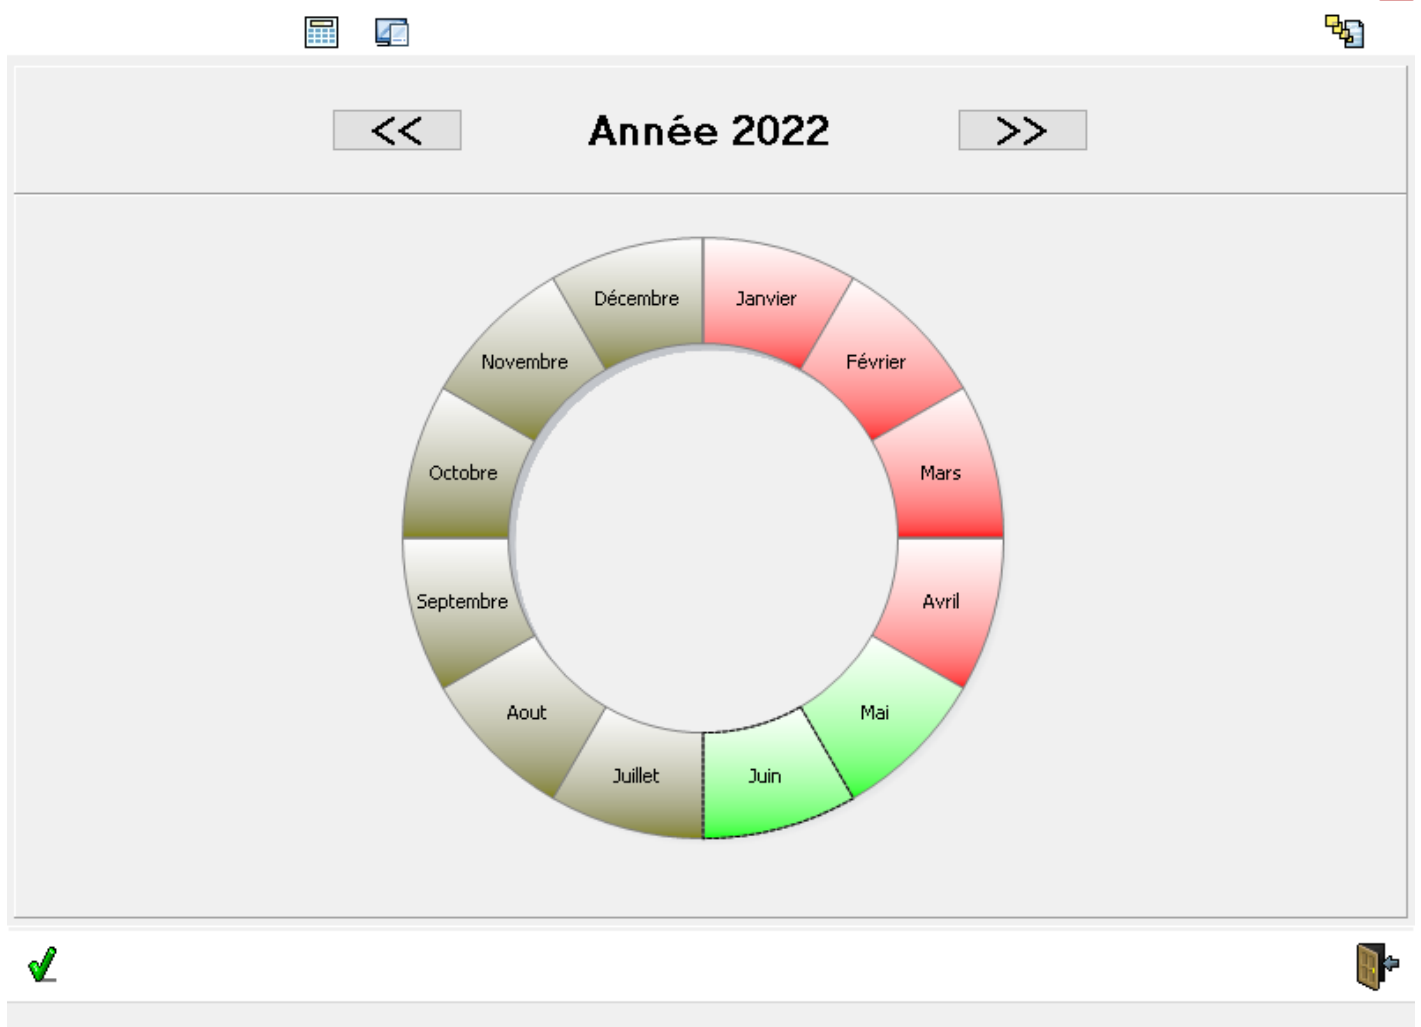 << Année 2022 >>
Décembre Janvier
Novembre Février
Octobre Mars
Septembre Avril
Aout Mai
Juillet Juin